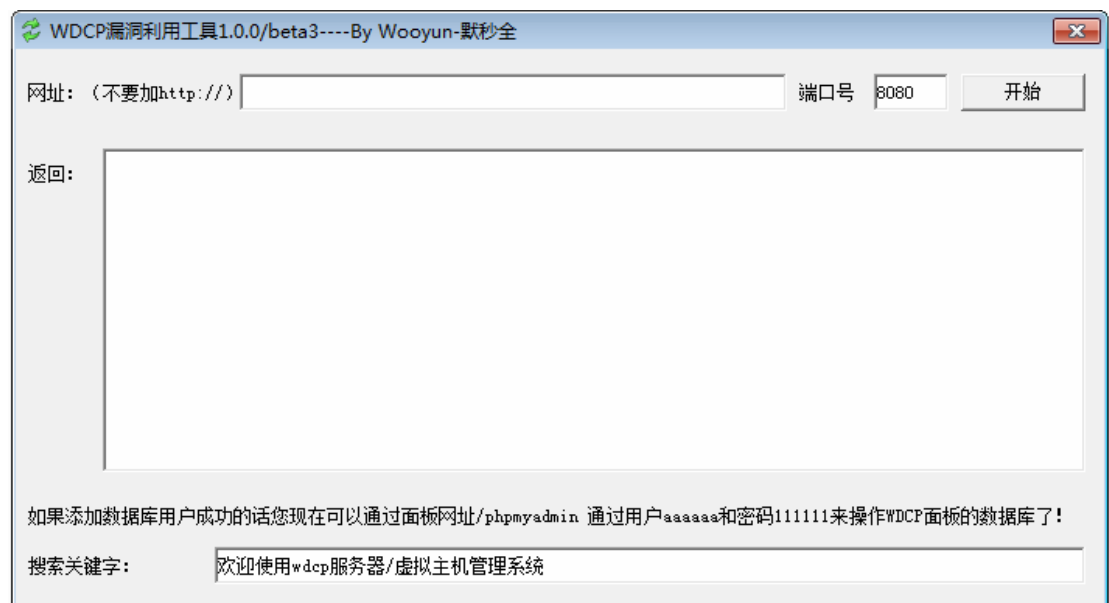 WDCP漏洞利用工具1.0.0/beta3----By Wooyun-默秒全
网址：（不要加http://） 端口号 8080 开始
返回：
如果添加数据库用户成功的话您现在可以通过面板网址/phpmyadmin 通过用户aaaaaa和密码111111来操作WDCP面板的数据库了！
搜索关键字： 欢迎使用wdcp服务器/虚拟主机管理系统